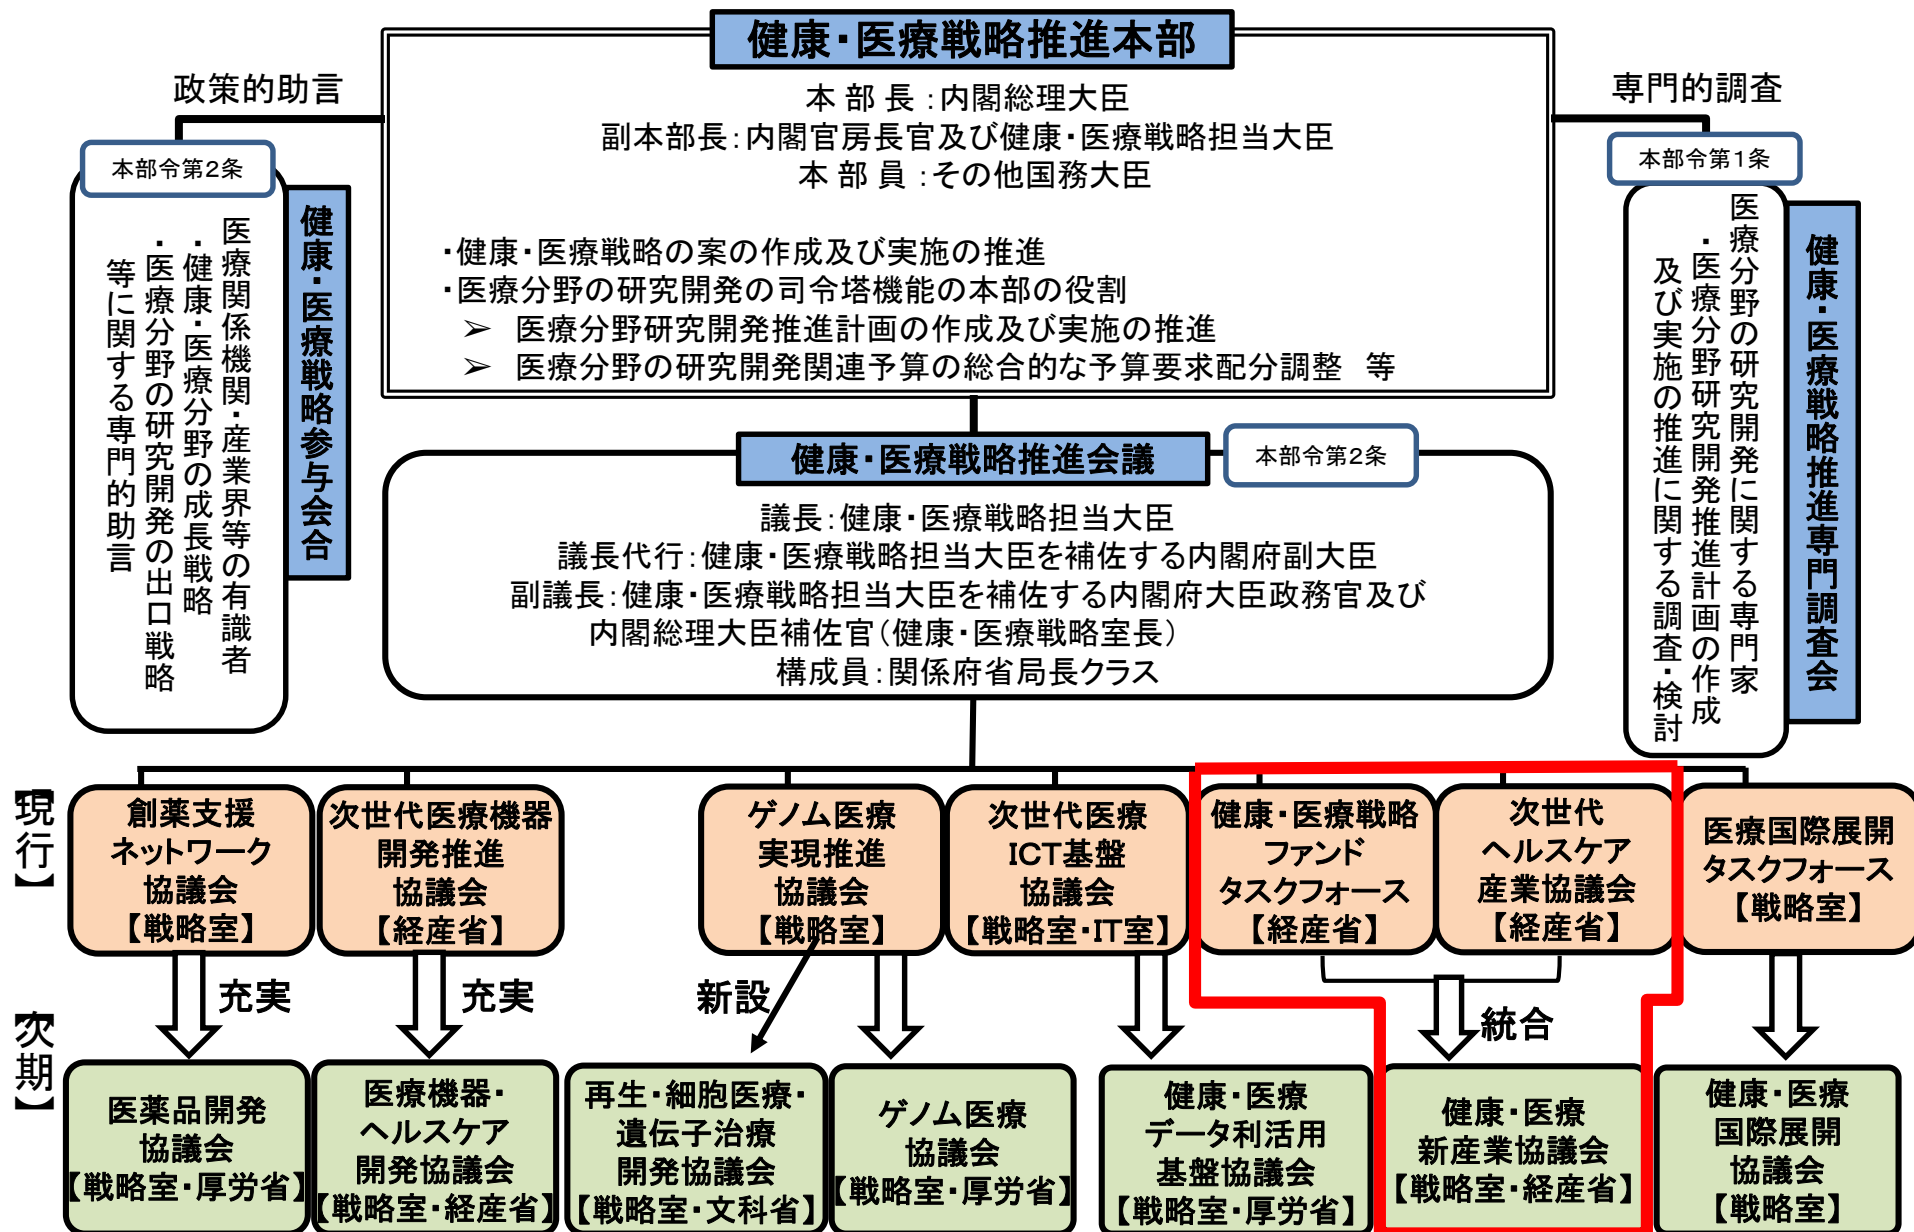 健康・医療戦略推進本部
政策的助言
専門的調査
本 部 長 ：内閣総理大臣
副本部長：内閣官房長官及び健康・医療戦略担当大臣
本 部 員 ：その他国務大臣
・健康・医療戦略の案の作成及び実施の推進
・医療分野の研究開発の司令塔機能の本部の役割
➢ 医療分野研究開発推進計画の作成及び実施の推進
➢ 医療分野の研究開発関連予算の総合的な予算要求配分調整　等
本部令第２条
健康・医療戦略参与会合
医療関係機関・産業界等の有識者
・健康・医療分野の成長戦略
・医療分野の研究開発の出口戦略
等に関する専門的助言
本部令第１条
健康・医療戦略推進専門調査会
医療分野の研究開発に関する専門家
・医療分野研究開発推進計画の作成
及び実施の推進に関する調査・検討
健康・医療戦略推進会議
本部令第２条
議長：健康・医療戦略担当大臣
議長代行：健康・医療戦略担当大臣を補佐する内閣府副大臣
副議長：健康・医療戦略担当大臣を補佐する内閣府大臣政務官及び
内閣総理大臣補佐官（健康・医療戦略室長）
構成員：関係府省局長クラス
【現行】
創薬支援
ネットワーク
協議会
【戦略室】
次世代医療機器
開発推進
協議会
【経産省】
ゲノム医療
実現推進
協議会
【戦略室】
次世代医療
ICT基盤
協議会
【戦略室・IT室】
健康・医療戦略
ファンド
タスクフォース
【経産省】
次世代
ヘルスケア
産業協議会
【経産省】
医療国際展開
タスクフォース
【戦略室】
充実
充実
新設
統合
【次期】
医薬品開発
協議会
【戦略室・厚労省】
医療機器・
ヘルスケア
開発協議会
【戦略室・経産省】
再生・細胞医療・
遺伝子治療
開発協議会
【戦略室・文科省】
ゲノム医療
協議会
【戦略室・厚労省】
健康・医療
データ利活用
基盤協議会
【戦略室・厚労省】
健康・医療
新産業協議会
【戦略室・経産省】
健康・医療
国際展開
協議会
【戦略室】